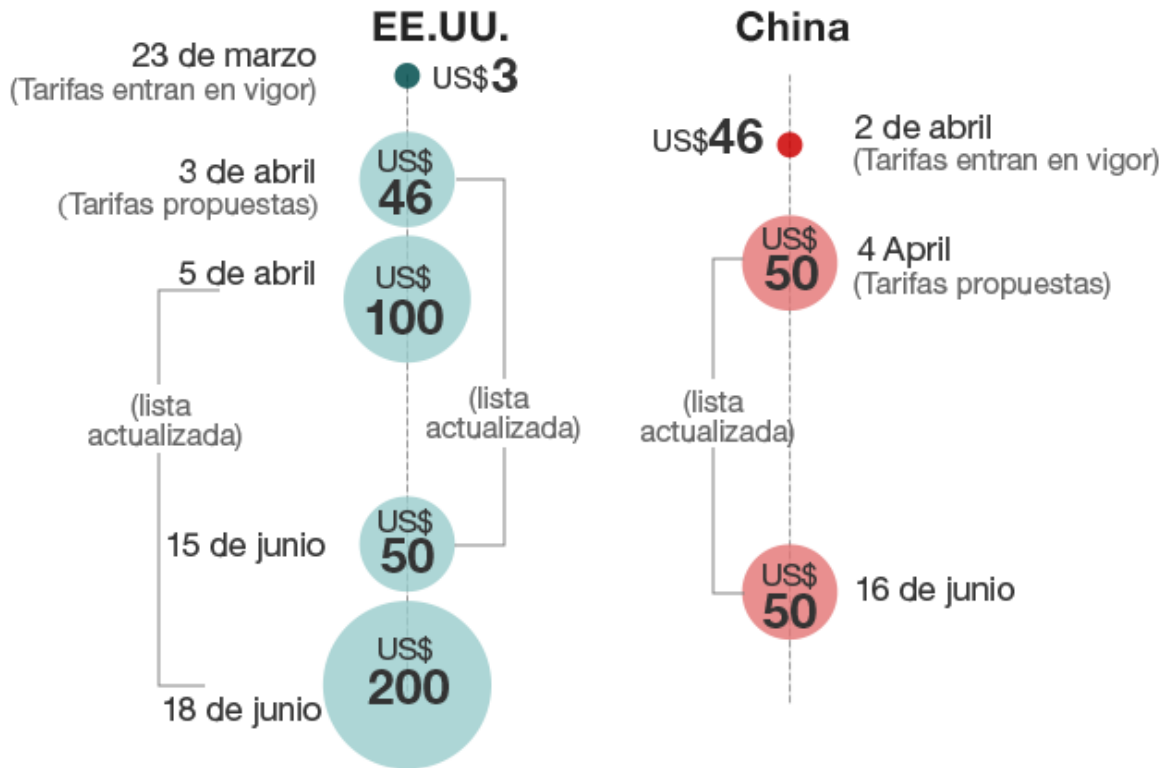 EE.UU.
23 de marzo
(Tarifas entran en vigor)
US$3
3 de abril
(Tarifas propuestas)
US$
46
5 de abril
US$
100
(lista
actualizada)
(lista
actualizada)
15 de junio
US$
50
US$
200
18 de junio
China
US$46
2 de abril
(Tarifas entran en vigor)
US$
50
4 April
(Tarifas propuestas)
(lista
actualizada)
US$
50
16 de junio